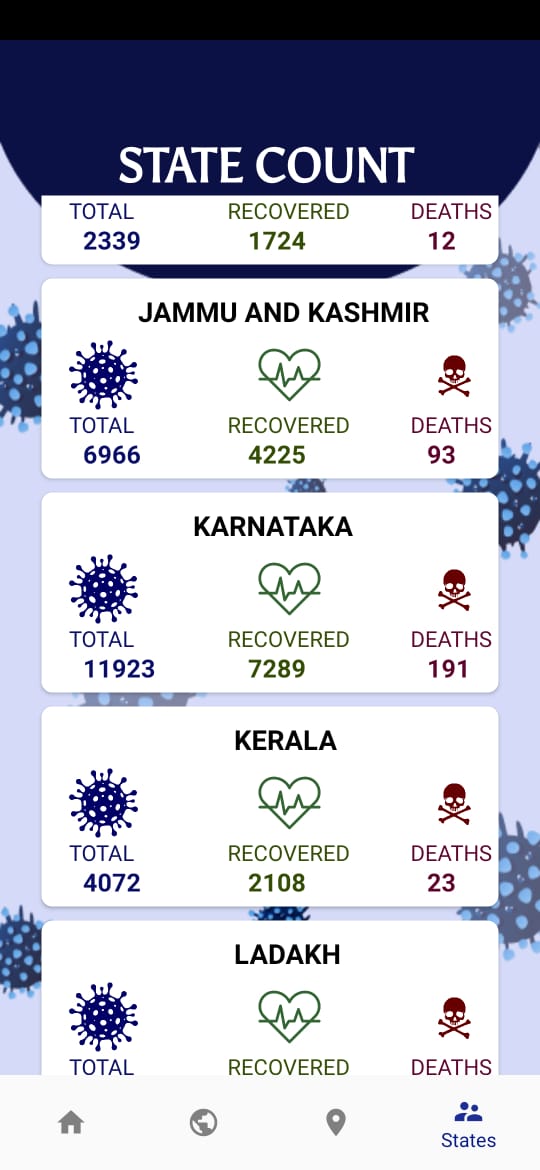 STATE COUNT
TOTAL RECOVERED DEATHS
2339 1724 12
JAMMU AND KASHMIR
TOTAL RECOVERED DEATHS
6966 4225 93
KARNATAKA
TOTAL RECOVERED DEATHS
11923 7289 191
KERALA
TOTAL RECOVERED DEATHS
4072 2108 23
LADAKH
TOTAL RECOVERED DEATHS
States